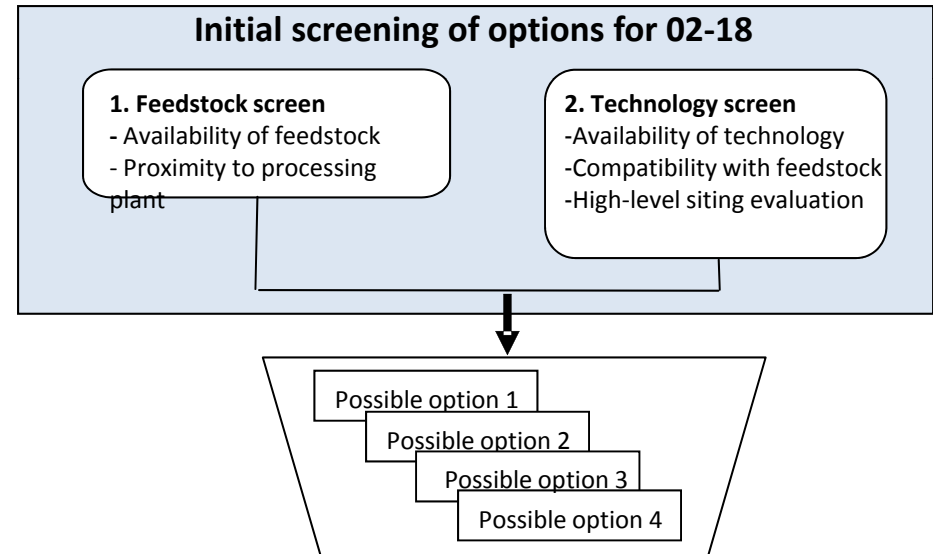 Initial screening of options for 02-18
1. Feedstock screen
- Availability of feedstock
- Proximity to processing
plant
2. Technology screen
-Availability of technology
-Compatibility with feedstock
-High-level siting evaluation
Possible option 1
Possible option 2
Possible option 3
Possible option 4